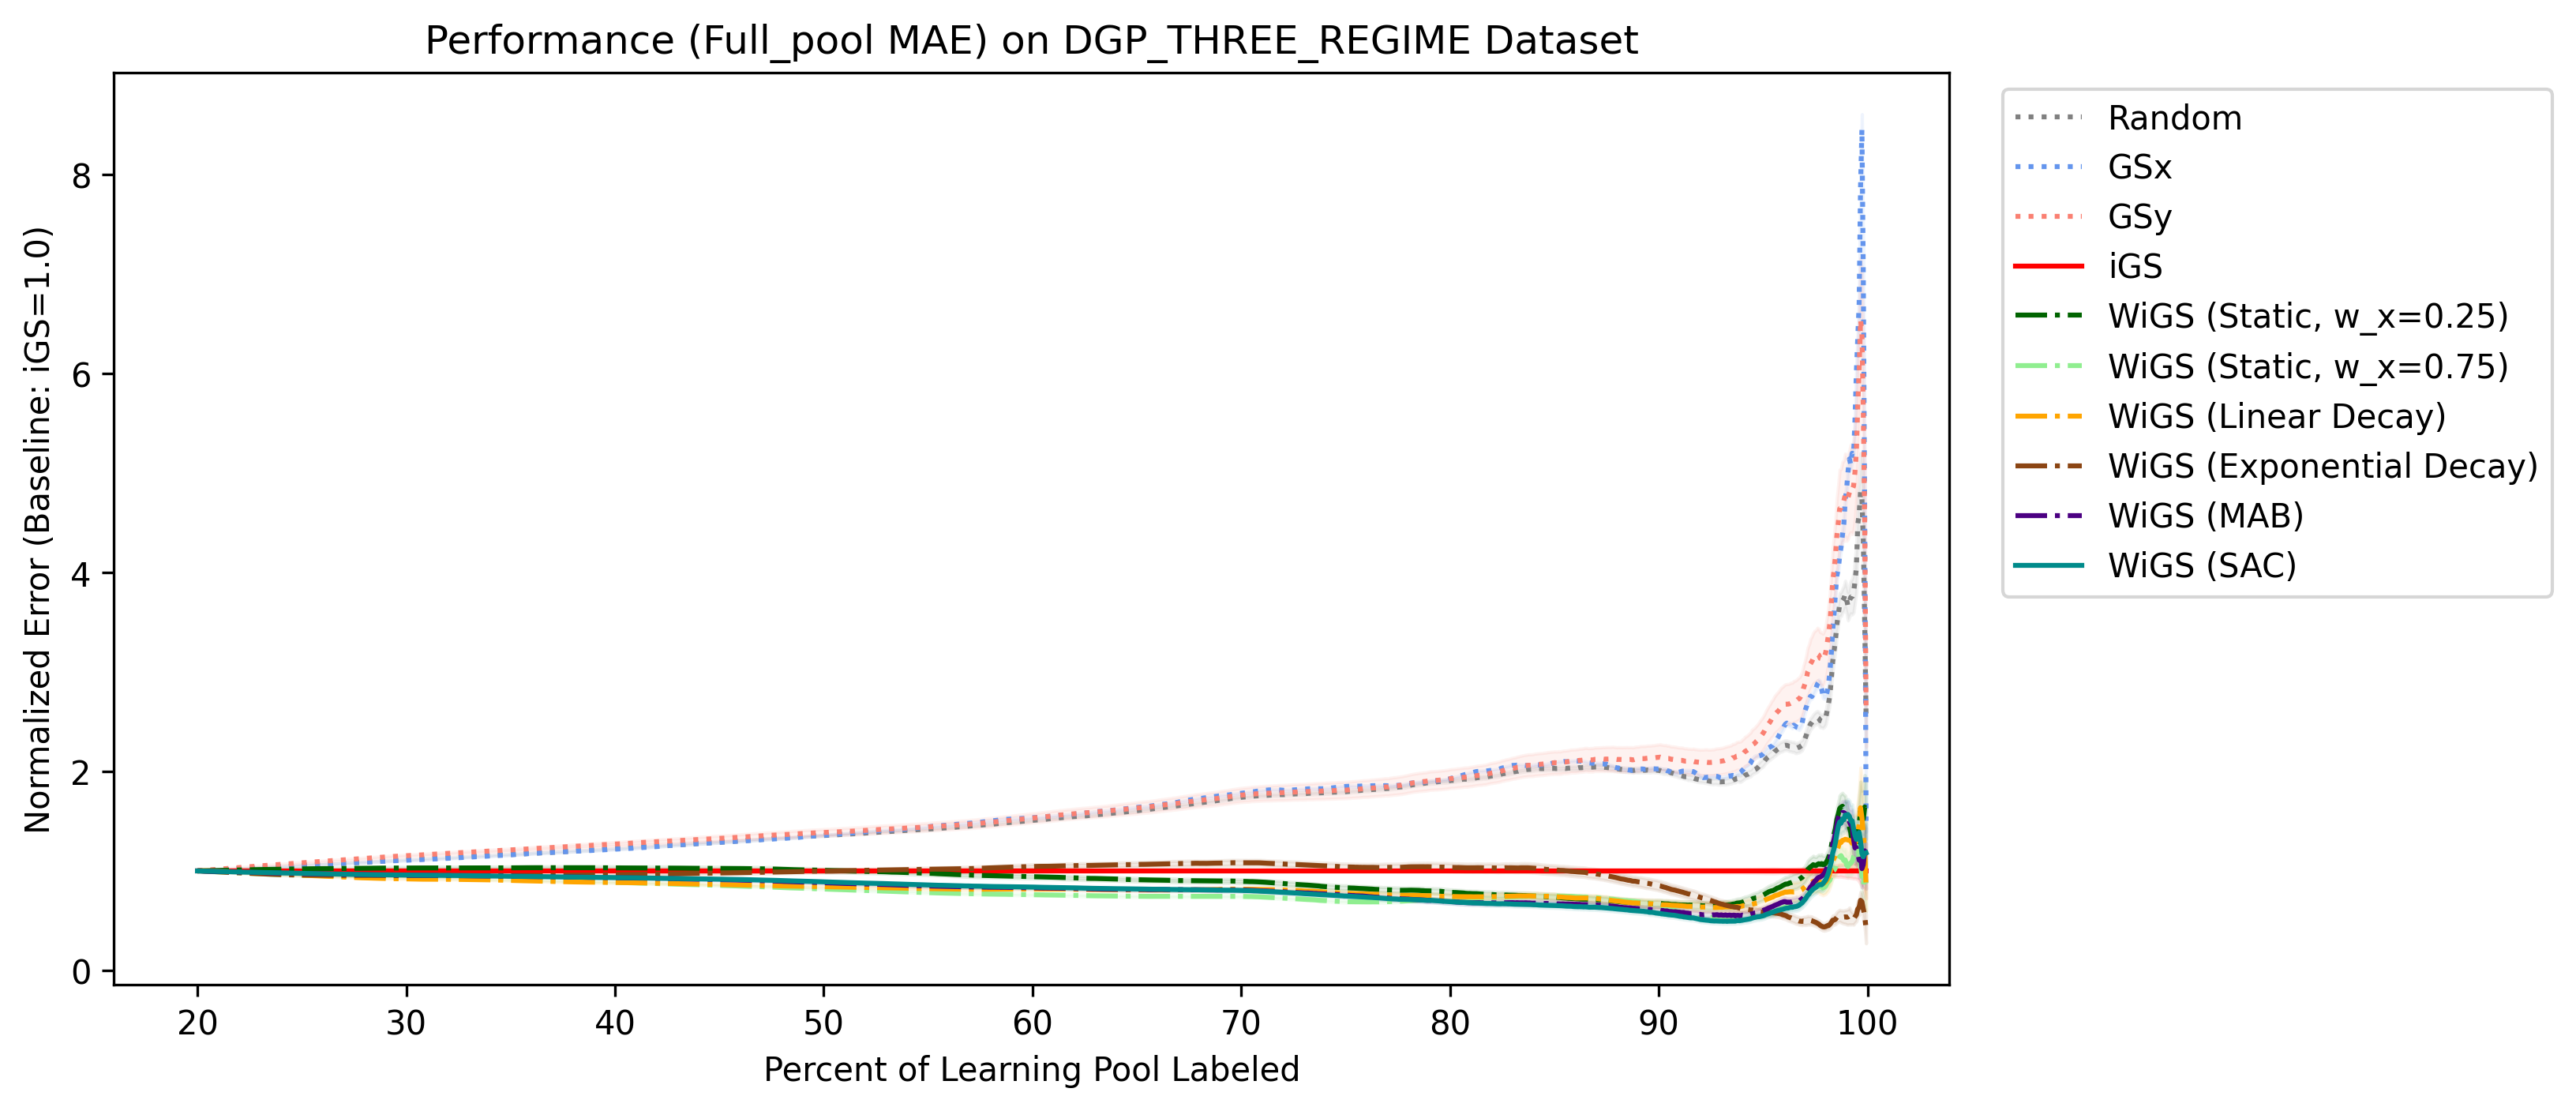 Performance (Full_pool MAE) on DGP_THREE_REGIME Dataset
Normalized Error (Baseline: iGS=1.0)
8
6
4
2
0
20 30 40 50 60 70 80 90 100
Percent of Learning Pool Labeled
Random
GSx
GSy
iGS
WiGS (Static, w_x=0.25)
WiGS (Static, w_x=0.75)
WiGS (Linear Decay)
WiGS (Exponential Decay)
WiGS (MAB)
WiGS (SAC)